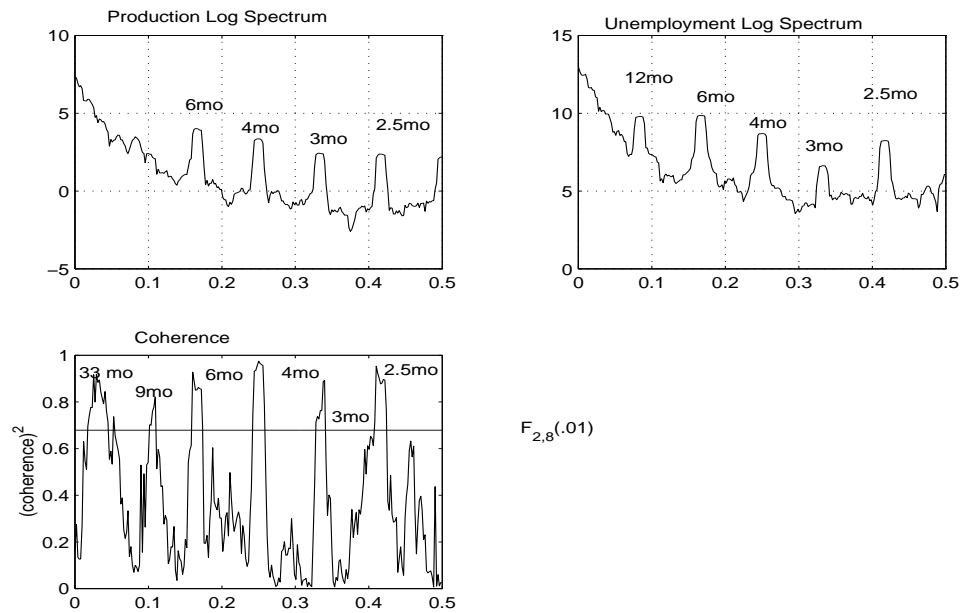 Production Log Spectrum
10
5
0
−5
0 0.1 0.2 0.3 0.4 0.5
6mo
4mo
3mo
2.5mo
Unemployment Log Spectrum
15
10
5
0
0 0.1 0.2 0.3 0.4 0.5
12mo
6mo
4mo
3mo
2.5mo
Coherence
(coherence)²
1
0.8
0.6
0.4
0.2
0
0 0.1 0.2 0.3 0.4 0.5
33 mo
9mo
6mo
4mo
3mo
2.5mo
F₂,₈(.01)